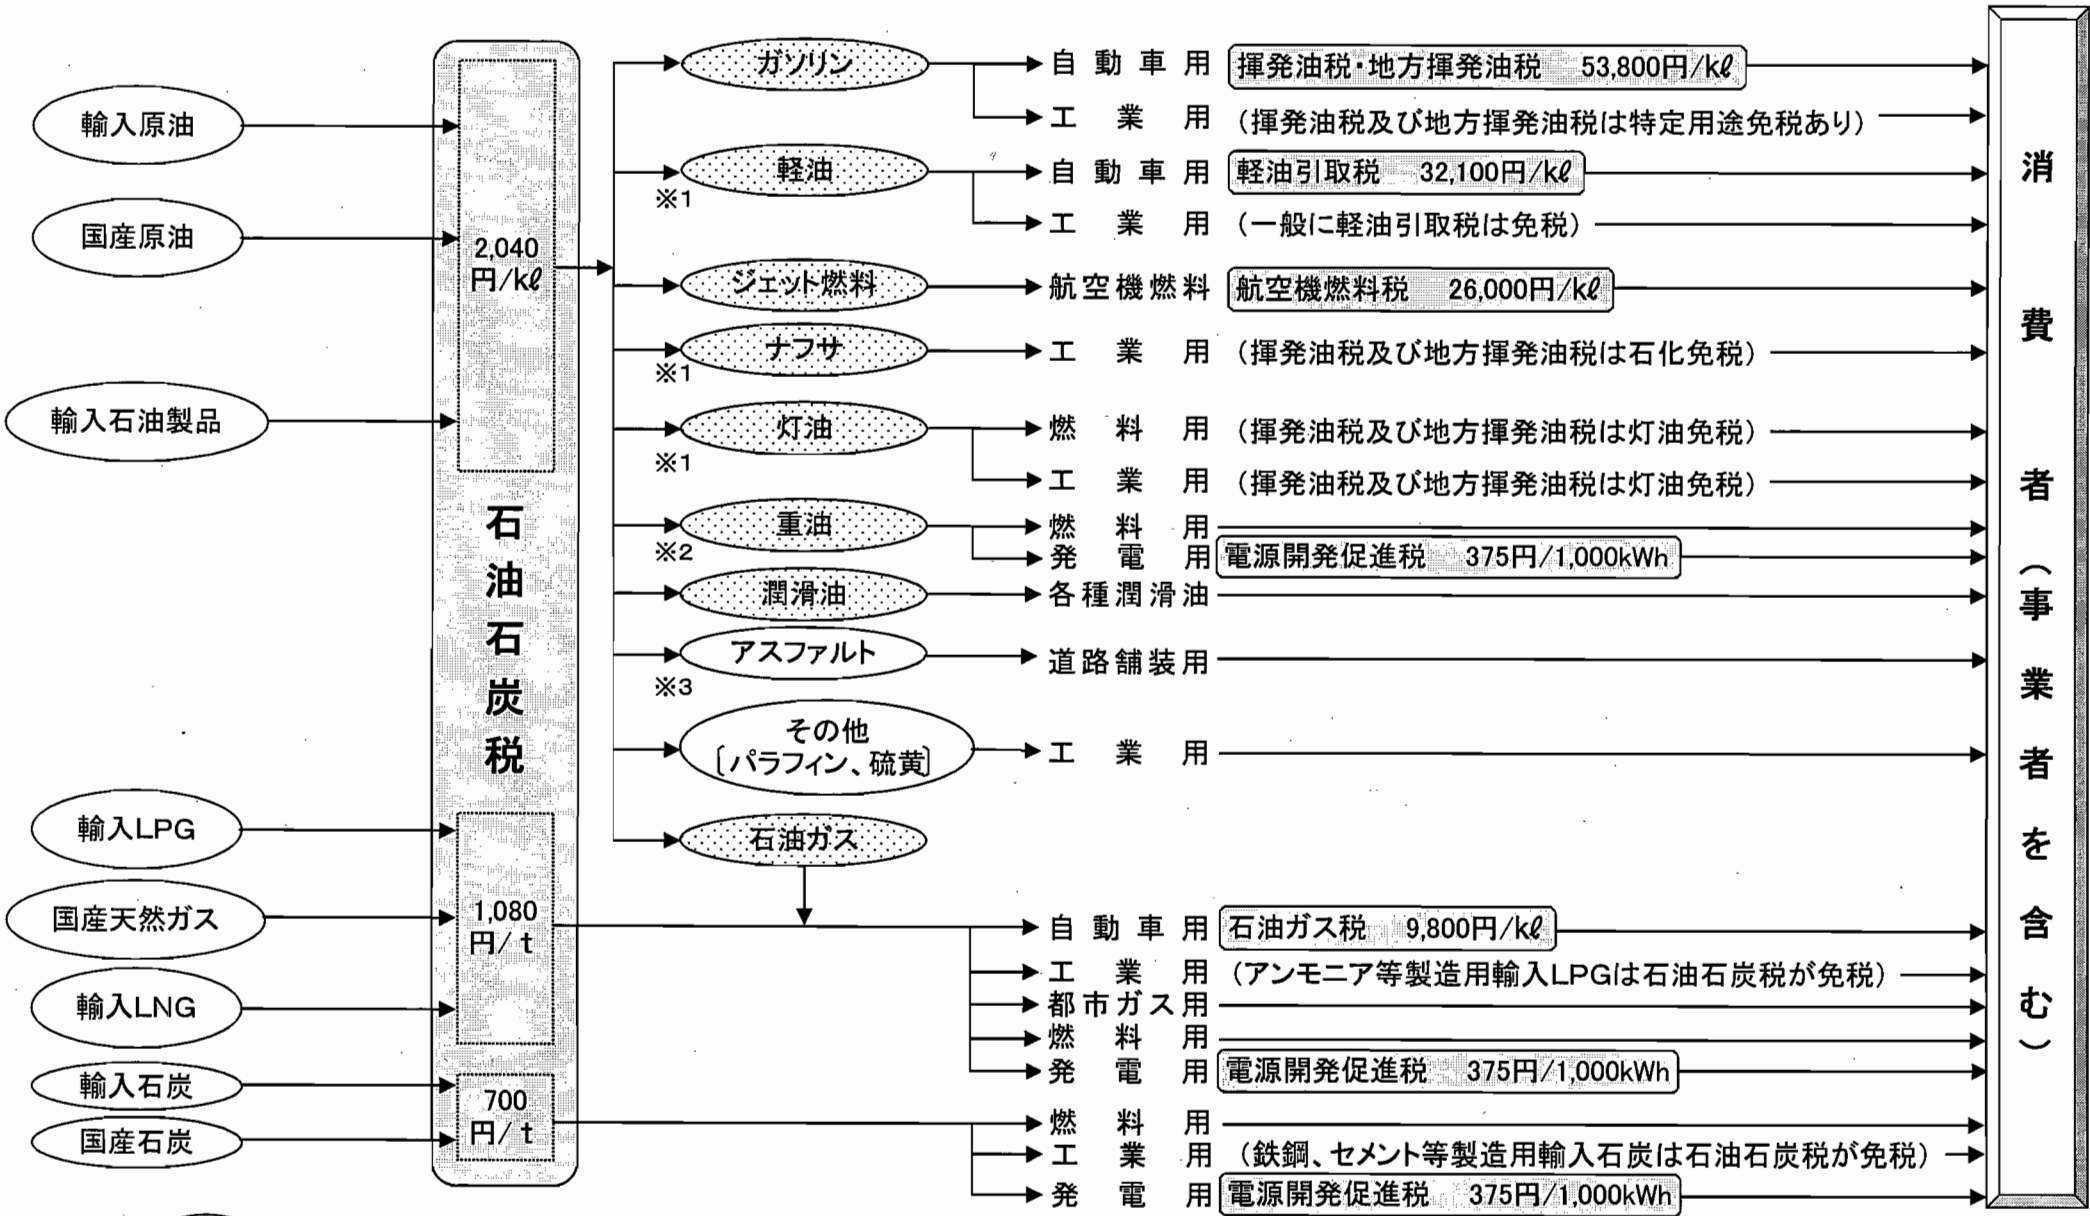 輸入原油
国産原油
輸入石油製品
輸入LPG
国産天然ガス
輸入LNG
輸入石炭
国産石炭
2,040
円/kℓ
石油石炭税
1,080
円/t
700
円/t
ガソリン
自動車用 揮発油税・地方揮発油税 53,800円/kℓ
工業用 (揮発油税及び地方揮発油税は特定用途免税あり)
軽油
※1
自動車用 軽油引取税 32,100円/kℓ
工業用 (一般に軽油引取税は免税)
ジェット燃料
航空機燃料 航空機燃料税 26,000円/kℓ
ナフサ
※1
工業用 (揮発油税及び地方揮発油税は石化免税)
灯油
※1
燃料用 (揮発油税及び地方揮発油税は灯油免税)
工業用 (揮発油税及び地方揮発油税は灯油免税)
重油
※2
燃料用
発電用 電源開発促進税 375円/1,000kWh
潤滑油
各種潤滑油
アスファルト
※3
道路舗装用
その他
[パラフィン、硫黄]
工業用
石油ガス
自動車用 石油ガス税 9,800円/kℓ
工業用 (アンモニア等製造用輸入LPGは石油石炭税が免税)
都市ガス用
燃料用
発電用 電源開発促進税 375円/1,000kWh
燃料用
工業用 (鉄鋼、セメント等製造用輸入石炭は石油石炭税が免税)
発電用 電源開発促進税 375円/1,000kWh
消費者(事業者を含む)